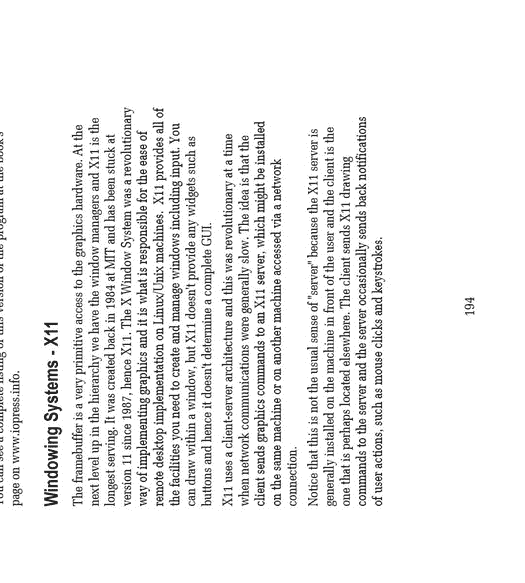 You can see a complete listing of this version of the program at the book's
page on www.iopress.info.
Windowing Systems - X11
The framebuffer is a very primitive access to the graphics hardware. At the
next level up in the hierarchy we have the window managers and X11 is the
longest serving. It was created back in 1984 at MIT and has been stuck at
version 11 since 1987, hence X11. The X Window System was a revolutionary
way of implementing graphics and it is what is responsible for the ease of
remote desktop implementation on Linux/Unix machines. X11 provides all of
the facilities you need to create and manage windows including input. You
can draw within a window, but X11 doesn't provide any widgets such as
buttons and hence it doesn't determine a complete GUI.
X11 uses a client-server architecture and this was revolutionary at a time
when network communications were generally slow. The idea is that the
client sends graphics commands to an X11 server, which might be installed
on the same machine or on another machine accessed via a network
connection.
Notice that this is not the usual sense of "server" because the X11 server is
generally installed on the machine in front of the user and the client is the
one that is perhaps located elsewhere. The client sends X11 drawing
commands to the server and the server occasionally sends back notifications
of user actions, such as mouse clicks and keystrokes.
194